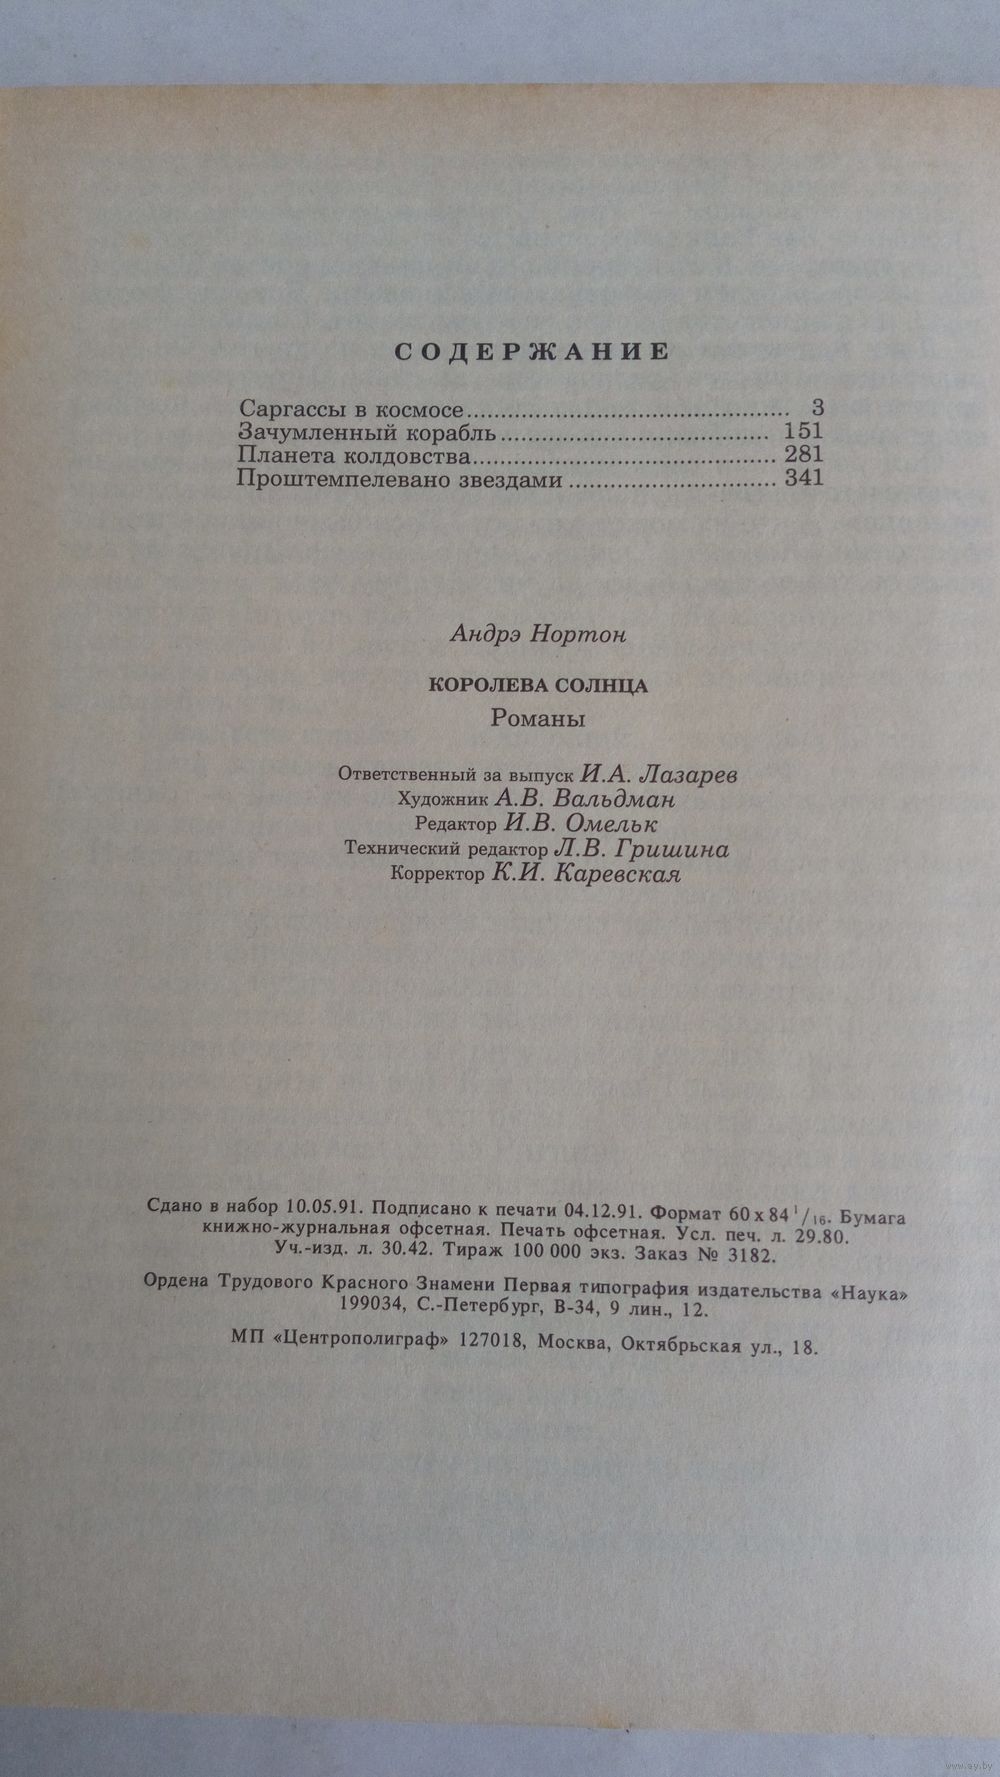 СОДЕРЖАНИЕ
Саргассы в космосе................................................ 3
Зачумленный корабль....................................... 151
Планета колдовства............................................ 281
Проштемпелевано звездами.............................. 341
Андрэ Нортон
КОРОЛЕВА СОЛНЦА
Романы
Ответственный за выпуск И.А. Лазарев
Художник А.В. Вальдман
Редактор И.В. Омельк
Технический редактор Л.В. Гришина
Корректор К.И. Каревская
Сдано в набор 10.05.91. Подписано к печати 04.12.91. Формат 60 х 84 1/16. Бумага
книжно-журнальная офсетная. Печать офсетная. Усл. печ. л. 29.80.
Уч.-изд. л. 30.42. Тираж 100 000 экз. Заказ № 3182.
Ордена Трудового Красного Знамени Первая типография издательства «Наука»
199034, С.-Петербург, В-34, 9 лин., 12.
МП «Центрополиграф» 127018, Москва, Октябрьская ул., 18.
www.ay.by